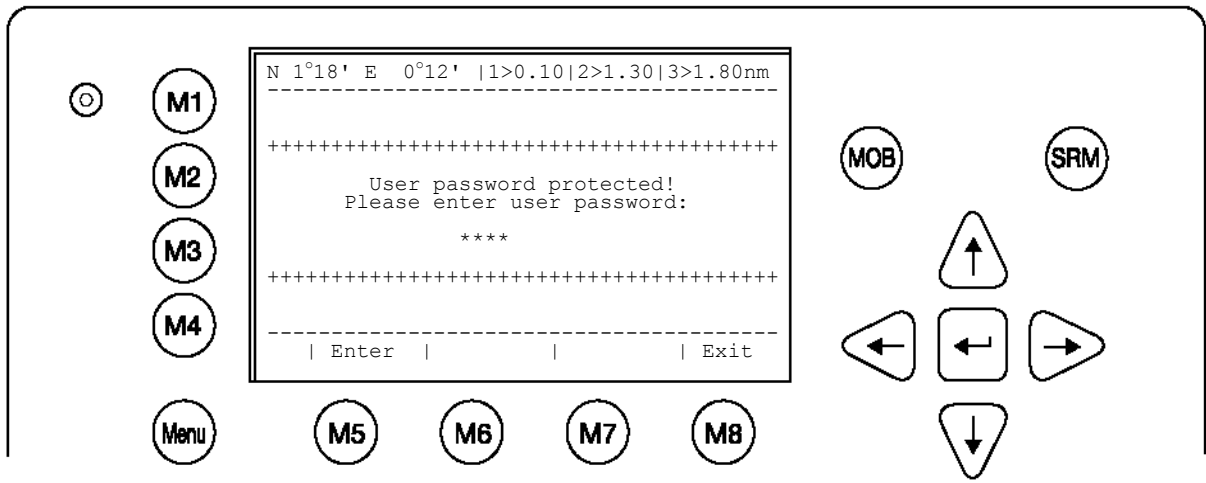 N 1°18' E 0°12' |1>0.10|2>1.30|3>1.80nm
----------------------------------------
++++++++++++++++++++++++++++++++++++++++
User password protected!
Please enter user password:
****
++++++++++++++++++++++++++++++++++++++++
----------------------------------------
| Enter | | | Exit
M1
M2
M3
M4
Menu
M5
M6
M7
M8
MOB
SRM